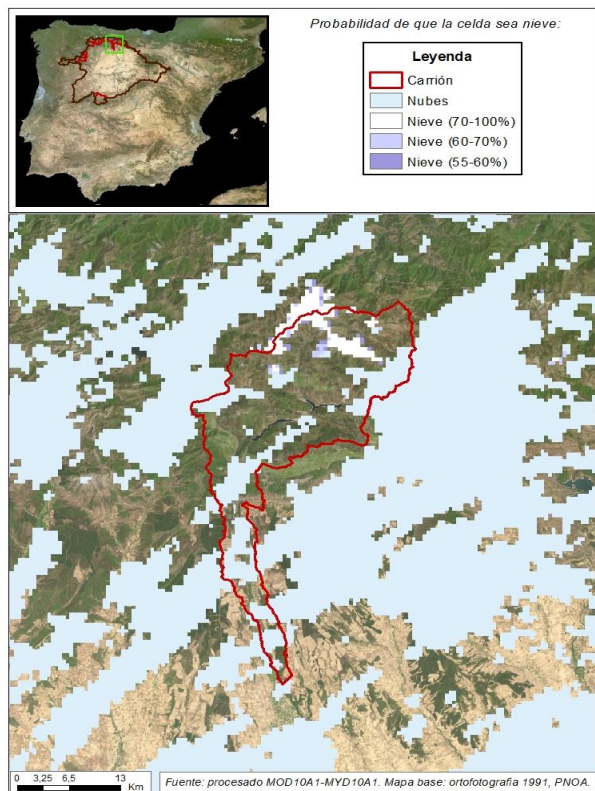 Probabilidad de que la celda sea nieve:
Leyenda
Carrión
Nubes
Nieve (70-100%)
Nieve (60-70%)
Nieve (55-60%)
0 3,25 6,5 13
Km
Fuente: procesado MOD10A1-MYD10A1. Mapa base: ortofotografia 1991, PNOA.